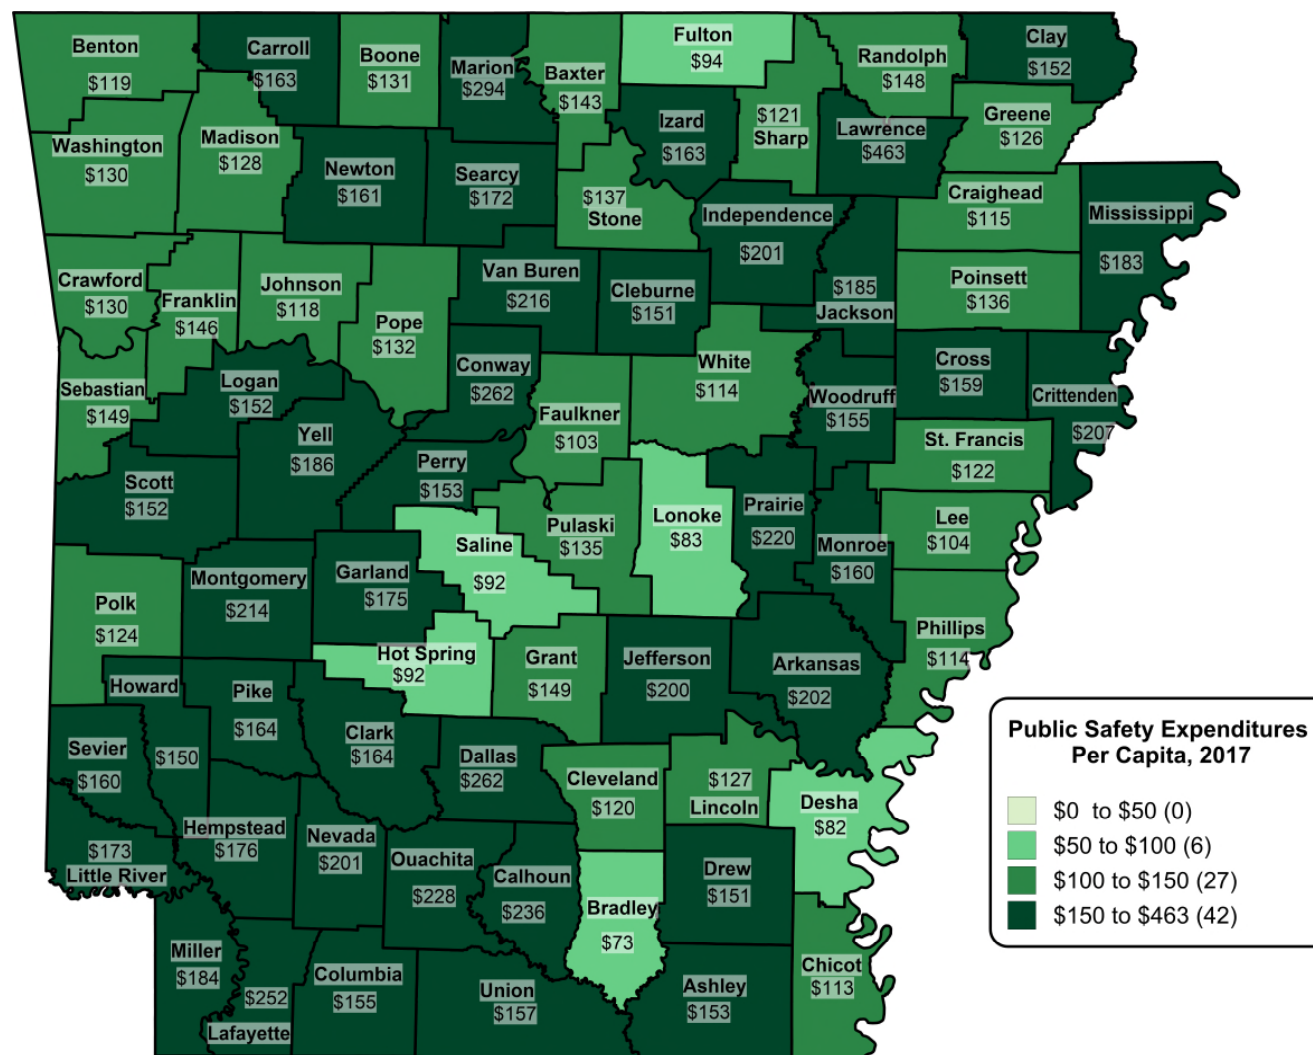 Benton
$119
Carroll
$163
Boone
$131
Marion
$294
Baxter
$143
Fulton
$94
Randolph
$148
Clay
$152
Washington
$130
Madison
$128
Newton
$161
Searcy
$172
$137
Stone
Izard
$163
$121
Sharp
Lawrence
$463
Greene
$126
Craighead
$115
Mississippi
$183
Independence
$201
Crawford
$130
Franklin
$146
Johnson
$118
Pope
$132
Van Buren
$216
Cleburne
$151
$185
Jackson
Poinsett
$136
Sebastian
$149
Logan
$152
Conway
$262
Faulkner
$103
White
$114
Woodruff
$155
Cross
$159
Crittenden
$207
Scott
$152
Yell
$186
Perry
$153
St. Francis
$122
Pulaski
$135
Lonoke
$83
Prairie
$220
Monroe
$160
Lee
$104
Saline
$92
Polk
$124
Montgomery
$214
Garland
$175
Hot Spring
$92
Grant
$149
Jefferson
$200
Arkansas
$202
Phillips
$114
Howard
$150
Pike
$164
Clark
$164
Sevier
$160
Dallas
$262
Cleveland
$120
$127
Lincoln
Desha
$82
$173
Little River
Hempstead
$176
Nevada
$201
Ouachita
$228
Calhoun
$236
Bradley
$73
Drew
$151
Miller
$184
$252
Lafayette
Columbia
$155
Union
$157
Ashley
$153
Chicot
$113
Public Safety Expenditures
Per Capita, 2017
$0 to $50 (0)
$50 to $100 (6)
$100 to $150 (27)
$150 to $463 (42)